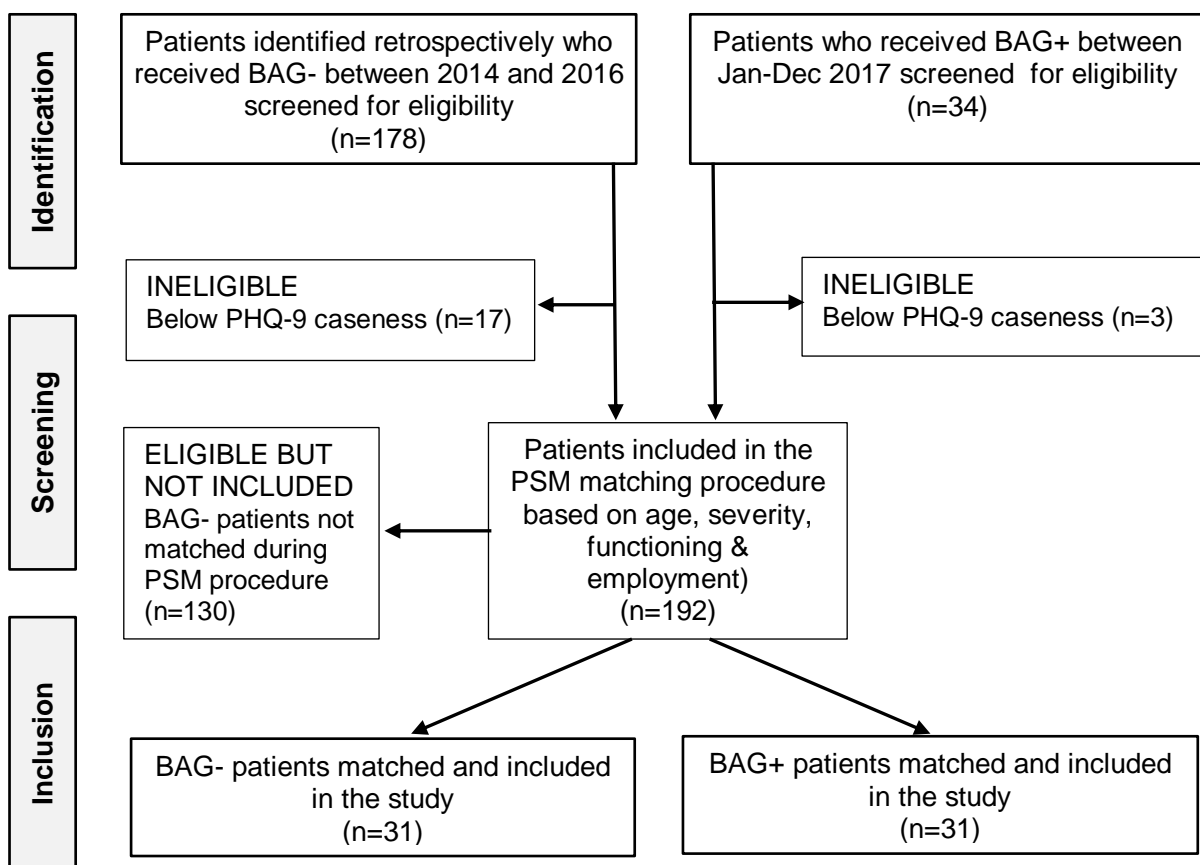 Identification
Patients identified retrospectively who
received BAG- between 2014 and 2016
screened for eligibility
(n=178)
Patients who received BAG+ between
Jan-Dec 2017 screened for eligibility
(n=34)
INELIGIBLE
Below PHQ-9 caseness (n=17)
INELIGIBLE
Below PHQ-9 caseness (n=3)
Screening
ELIGIBLE BUT
NOT INCLUDED
BAG- patients not
matched during
PSM procedure
(n=130)
Patients included in the
PSM matching procedure
based on age, severity,
functioning &
employment)
(n=192)
Inclusion
BAG- patients matched and included
in the study
(n=31)
BAG+ patients matched and included
in the study
(n=31)